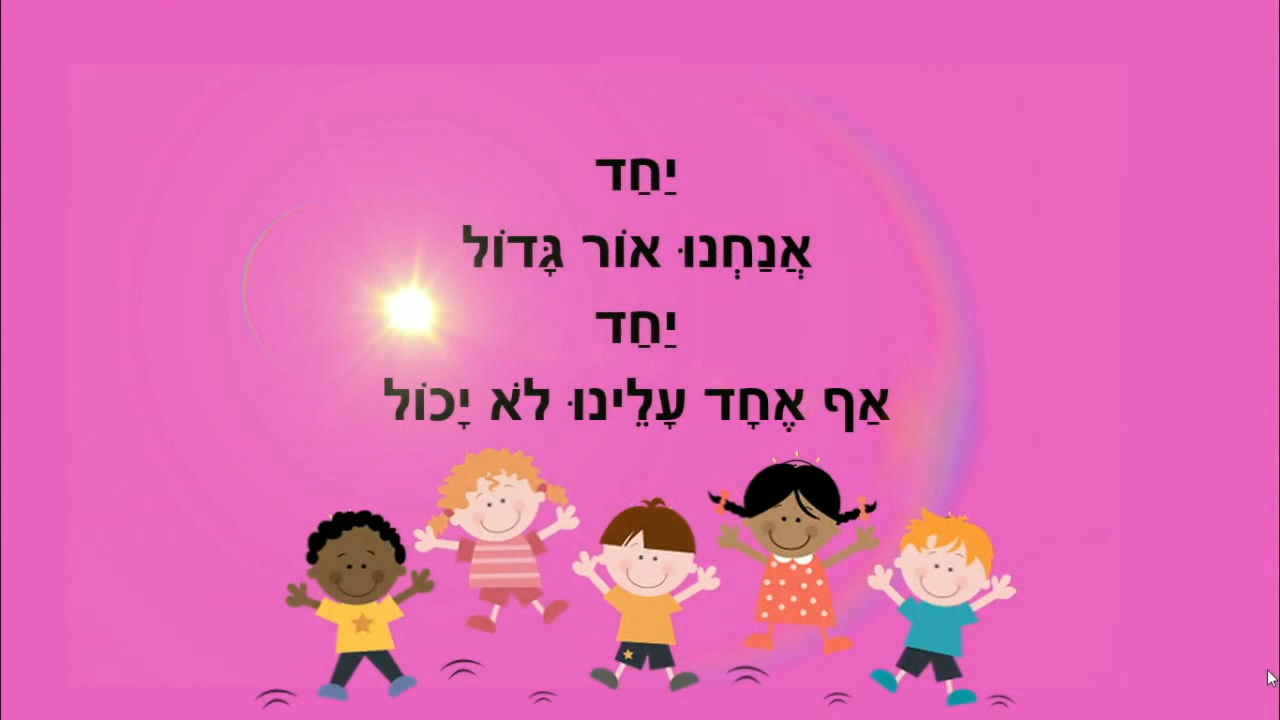 יַחַד
אֲנַחְנוּ אוֹר גָּדוֹל
יַחַד
אַף אֶחָד עָלֵינוּ לֹא יָכוֹל